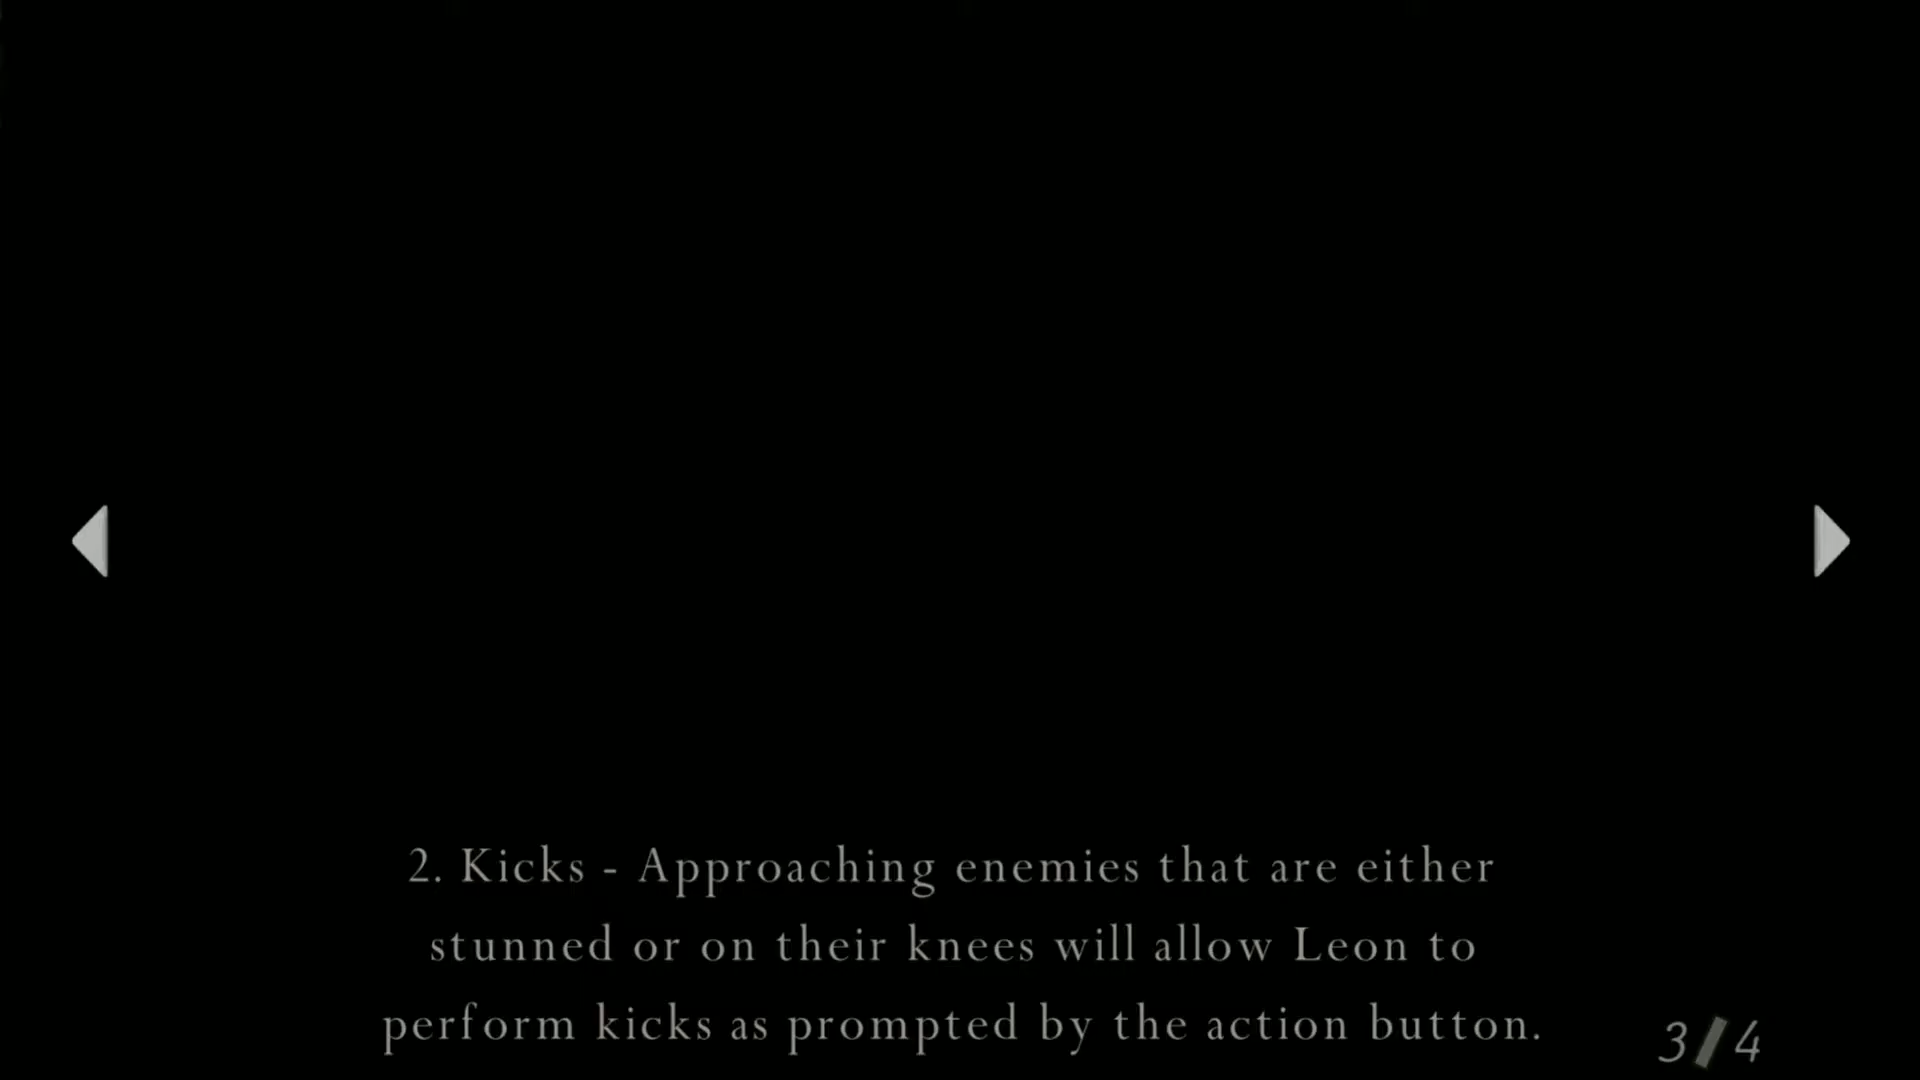 2. Kicks - Approaching enemies that are either
stunned or on their knees will allow Leon to
perform kicks as prompted by the action button.
3/4